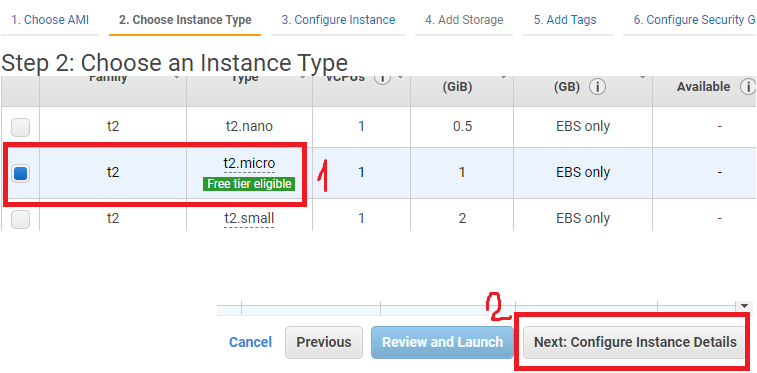 1. Choose AMI 2. Choose Instance Type 3. Configure Instance 4. Add Storage 5. Add Tags 6. Configure Security G
Step 2: Choose an Instance Type
Family Type vCPUs i (GiB) (GB) i Available i
t2 t2.nano 1 0.5 EBS only -
t2 t2.micro 1 1 EBS only -
Free tier eligible
1
t2 t2.small 1 2 EBS only -
2
Cancel Previous Review and Launch Next: Configure Instance Details